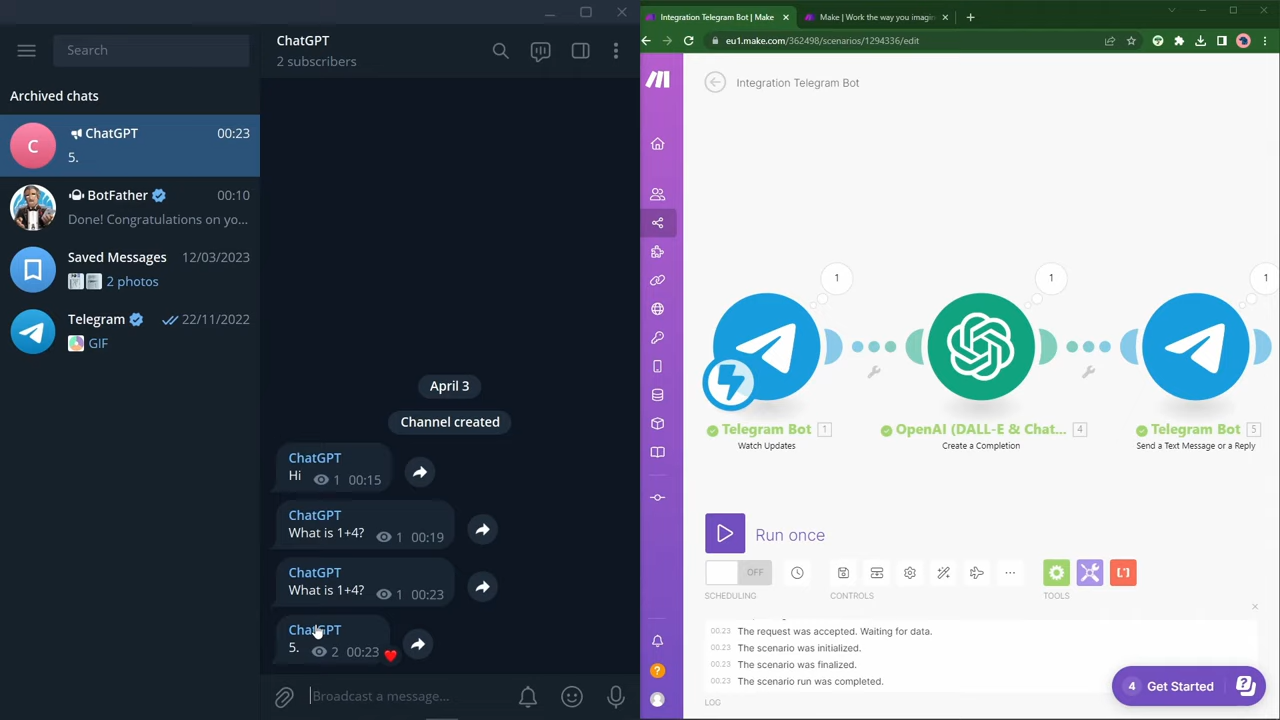 Search
Archived chats
C
ChatGPT
00:23
5.
BotFather
00:10
Done! Congratulations on yo...
Saved Messages
12/03/2023
2 photos
Telegram
22/11/2022
GIF
ChatGPT
2 subscribers
April 3
Channel created
ChatGPT
Hi
1 00:15
ChatGPT
What is 1+4?
1 00:19
ChatGPT
What is 1+4?
1 00:23
ChatGPT
5.
2 00:23
Broadcast a message...
Integration Telegram Bot | Make
Make | Work the way you imagin
eu1.make.com/362498/scenarios/1294336/edit
Integration Telegram Bot
1
1
1
Telegram Bot 1
Watch Updates
OpenAI (DALL-E & Chat... 4
Create a Completion
Telegram Bot 5
Send a Text Message or a Reply
Run once
OFF
SCHEDULING
CONTROLS
TOOLS
00.23 The request was accepted. Waiting for data.
00.23 The scenario was initialized.
00.23 The scenario was finalized.
00.23 The scenario run was completed.
LOG
4 Get Started